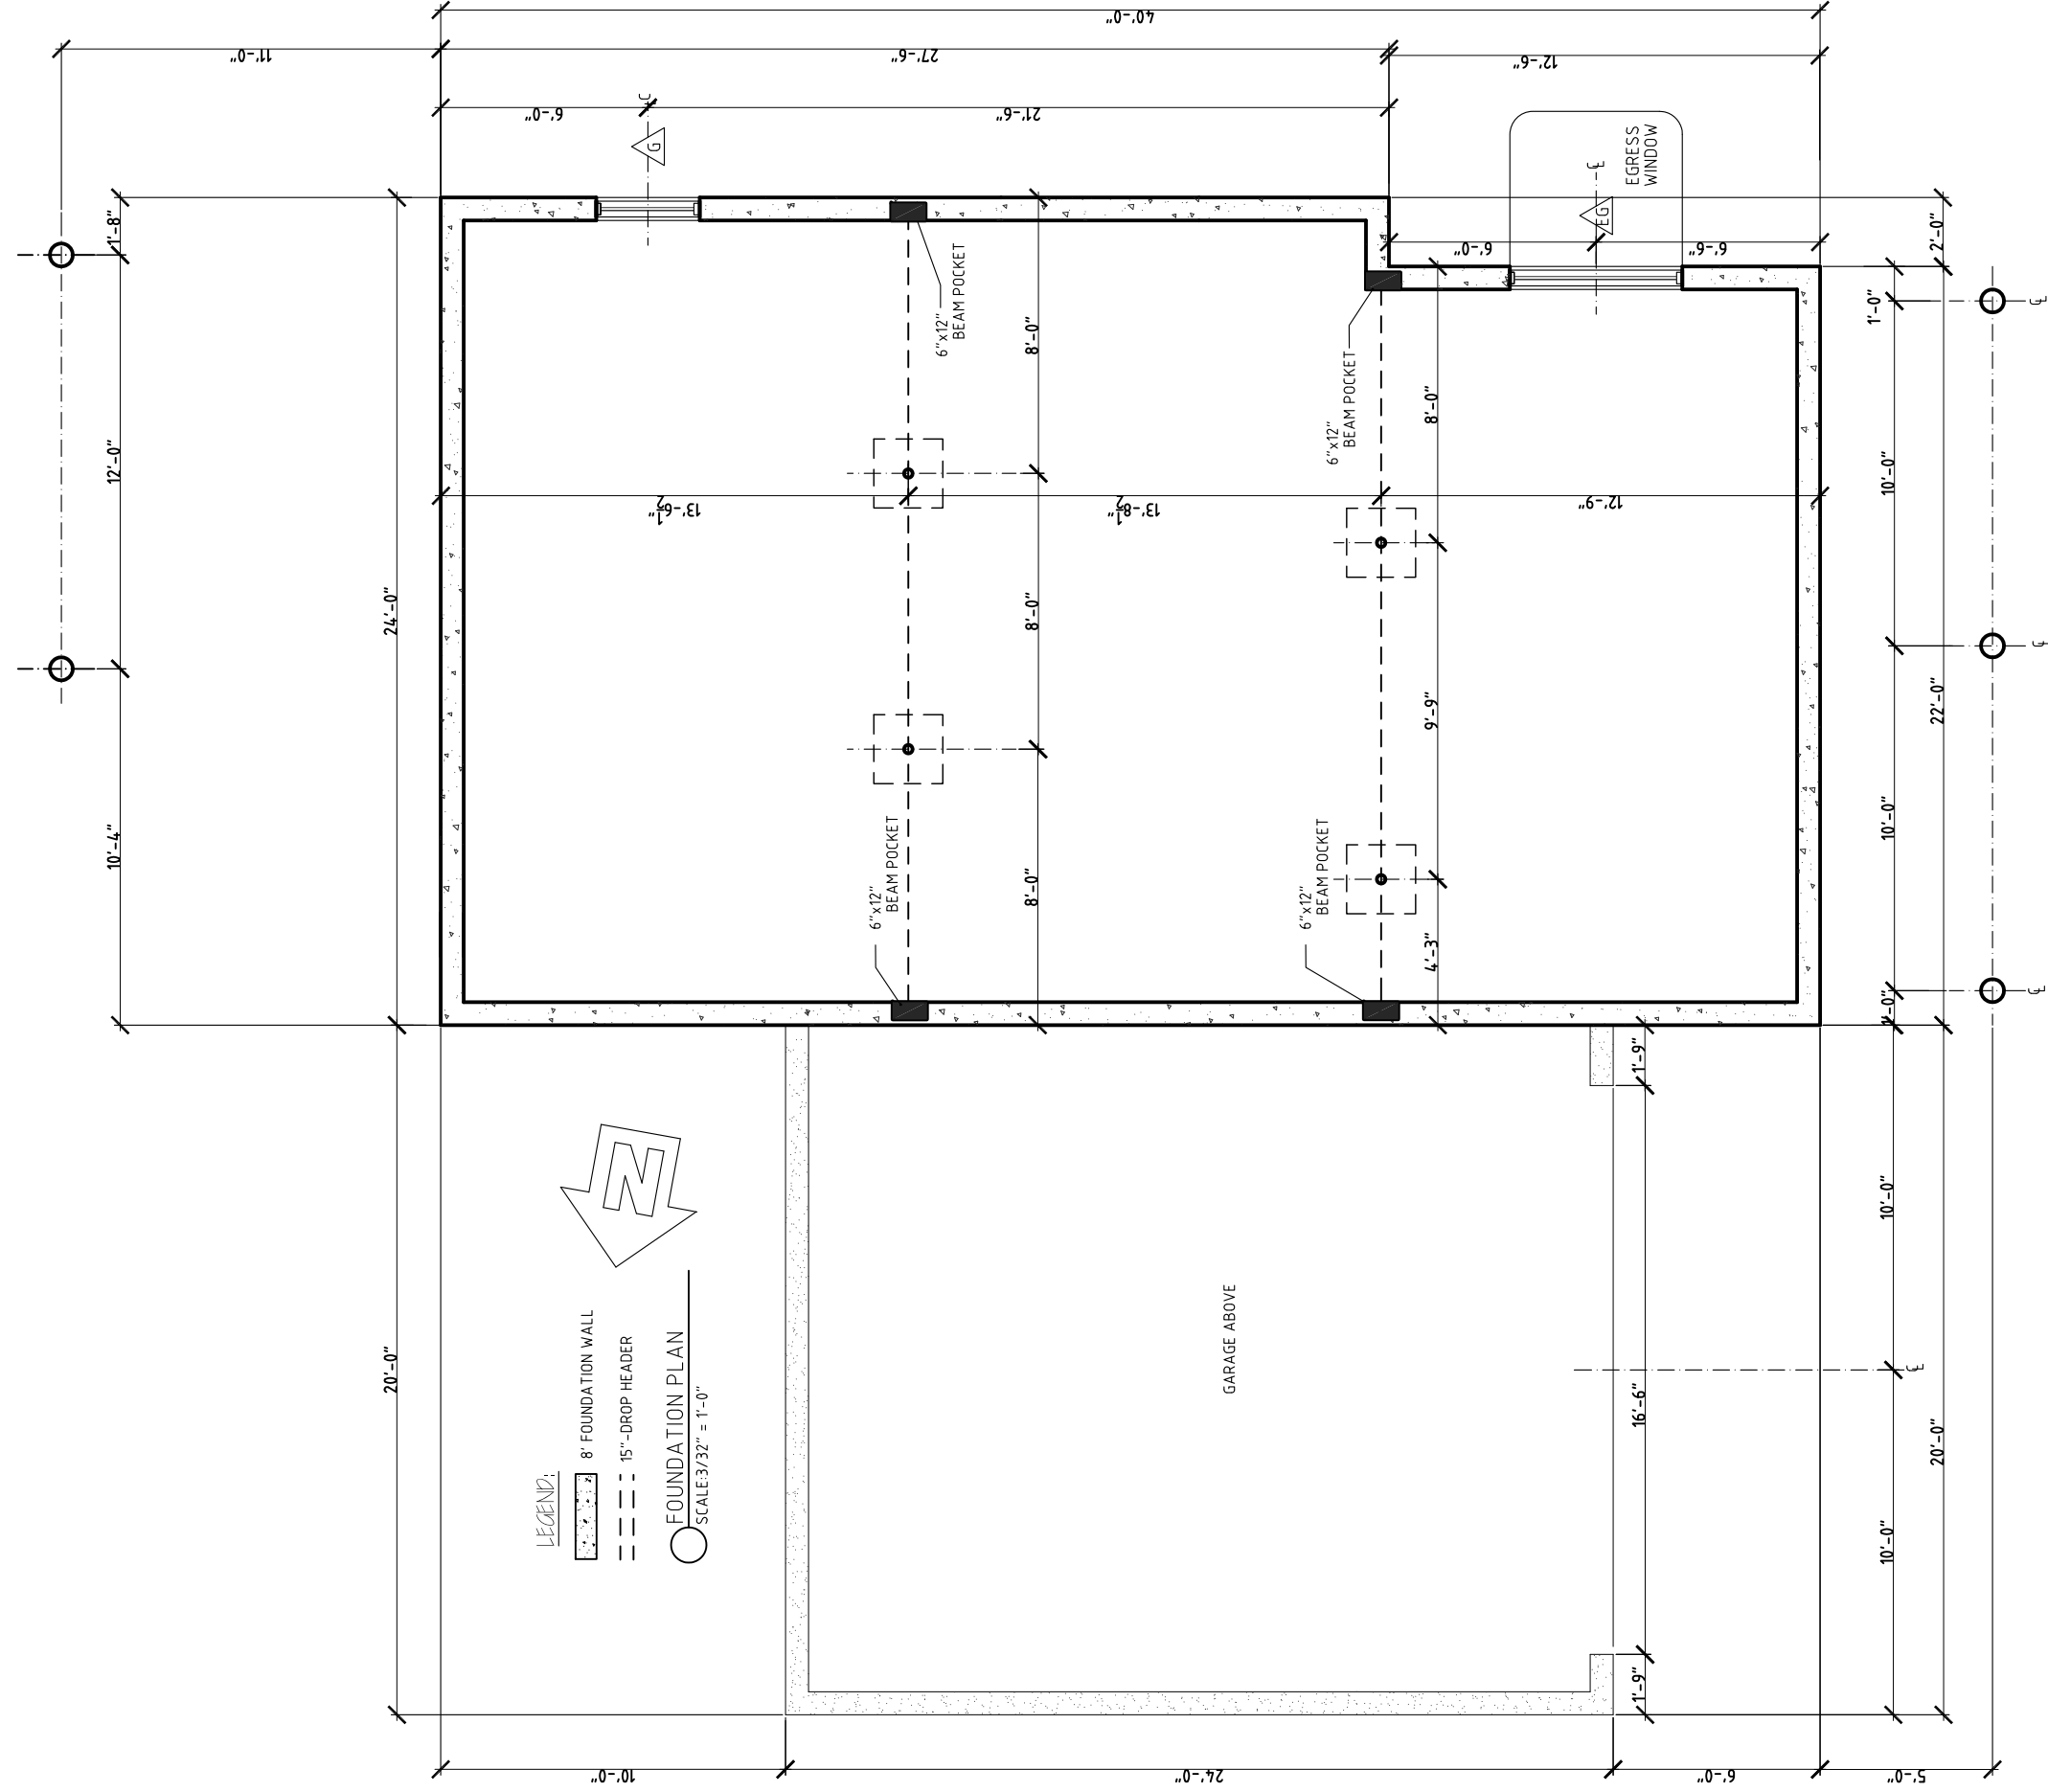 40'-0"
11'-0"
27'-6"
12'-6"
6'-0"
21'-6"
℄
G
EGRESS
WINDOW
℄
EG
6'-0"
6'-6"
2'-0"
1'-8"
12'-0"
10'-4"
24'-0"
6"x12"
BEAM POCKET
8'-0"
6"x12"
BEAM POCKET
8'-0"
1'-0"
℄
10'-0"
13'-6½"
13'-8½"
12'-9"
8'-0"
9'-9"
℄
22'-0"
10'-0"
6"x12"
BEAM POCKET
8'-0"
6"x12"
BEAM POCKET
4'-3"
1'-0"
℄
1'-9"
N
10'-0"
GARAGE ABOVE
20'-0"
16'-6"
℄
20'-0"
10'-0"
1'-9"
LEGEND:
8' FOUNDATION WALL
15"-DROP HEADER
FOUNDATION PLAN
SCALE:3/32" = 1'-0"
10'-0"
24'-0"
6'-0"
5'-0"